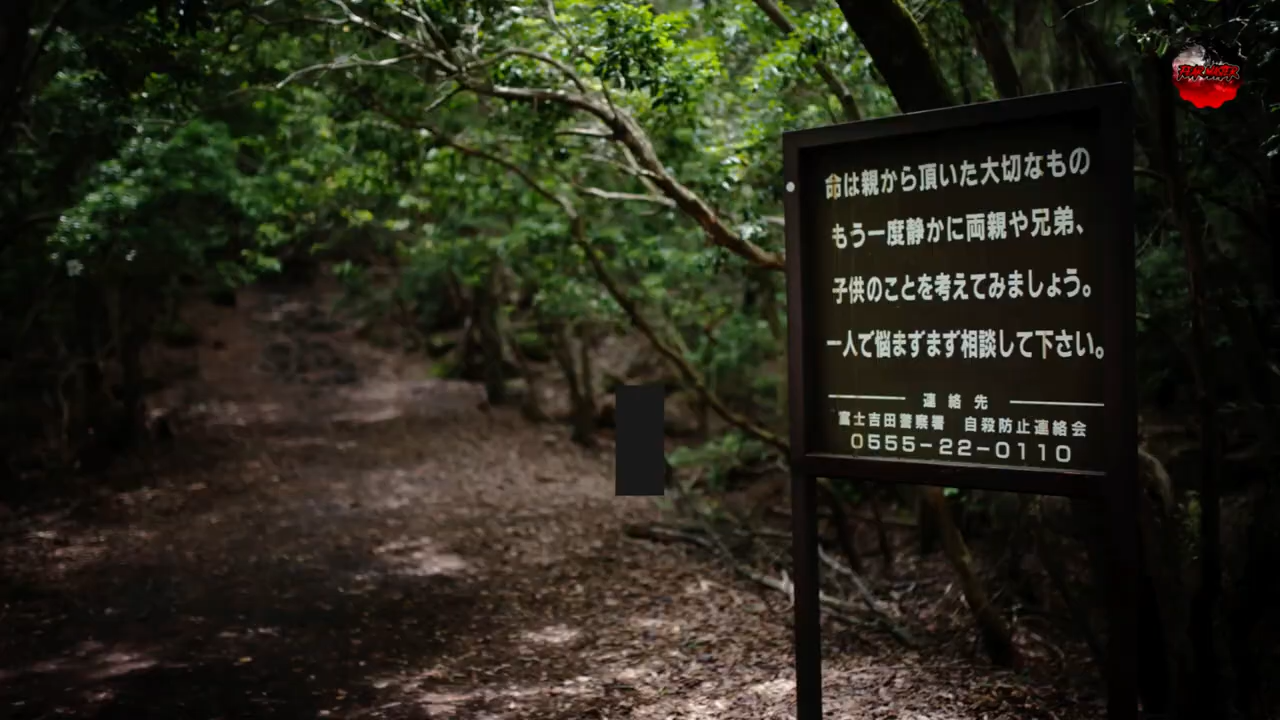 命は親から頂いた大切なもの
もう一度静かに両親や兄弟、
子供のことを考えてみましょう。
一人で悩まずまず相談して下さい。
連絡先
富士吉田警察署　自殺防止連絡会
0555-22-0110